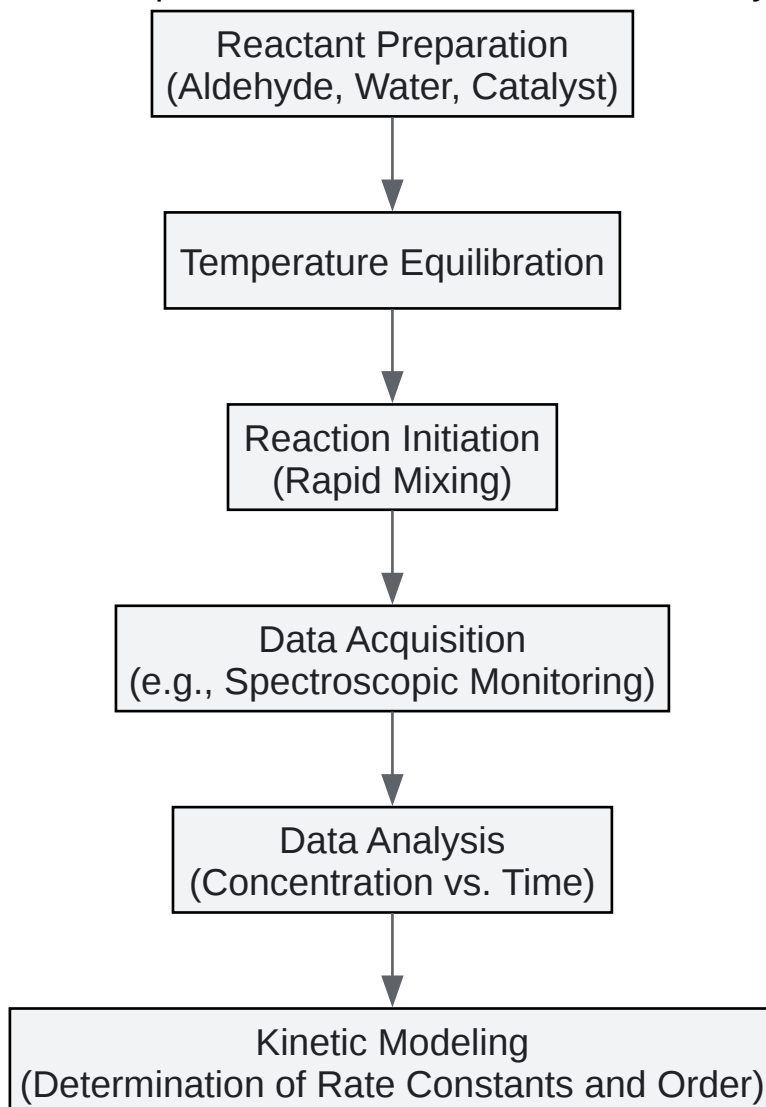 Reactant Preparation
(Aldehyde, Water, Catalyst)
Temperature Equilibration
Reaction Initiation
(Rapid Mixing)
Data Acquisition
(e.g., Spectroscopic Monitoring)
Data Analysis
(Concentration vs. Time)
Kinetic Modeling
(Determination of Rate Constants and Order)